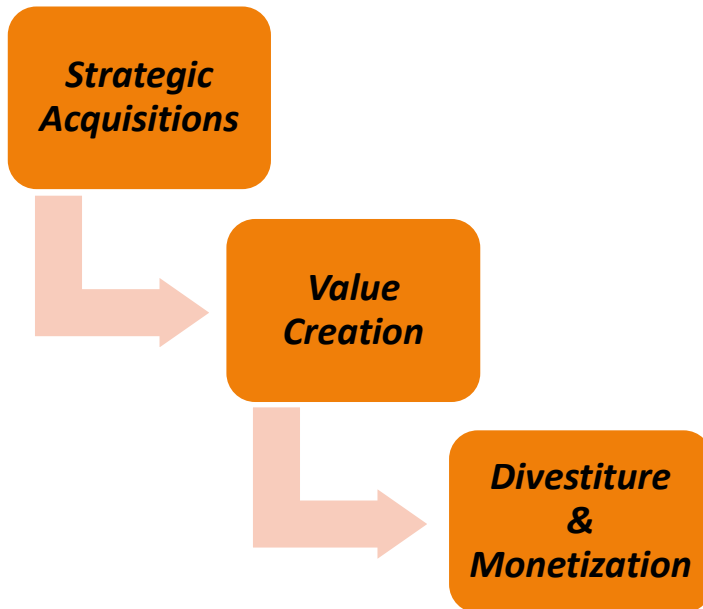 Strategic
Acquisitions
Value
Creation
Divestiture
&
Monetization